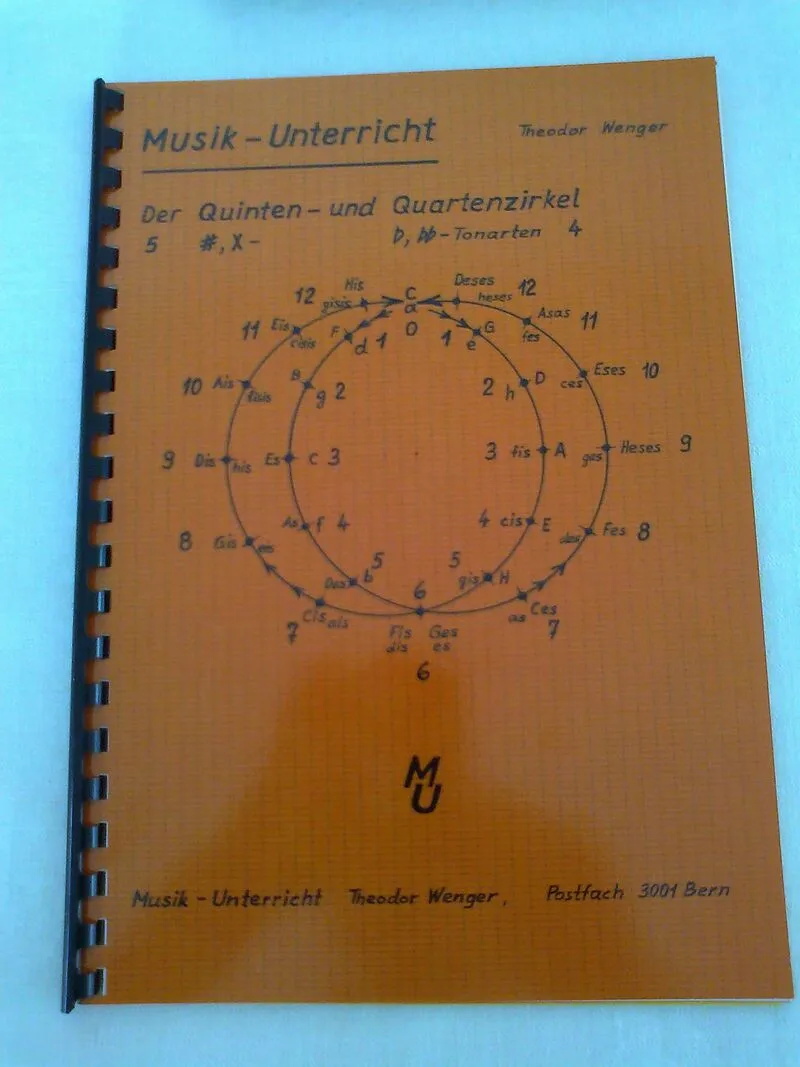 Musik-Unterricht Theodor Wenger
Der Quinten- und Quartenzirkel
5 #, X- b, bb-Tonarten 4
12 His gisis C a 0 Deses heses 12
11 Eis cisis F d 1 1 G e Asas fes 11
10 Ais fisis B g 2 2 h D Eses ces 10
9 Dis his Es c 3 3 fis A ges Heses 9
8 Gis eis As f 4 4 cis E des Fes 8
7 Cis ais Des b 5 5 gis H as Ces 7
6
Fis Ges
dis es
6
MU
Musik-Unterricht Theodor Wenger, Postfach 3001 Bern